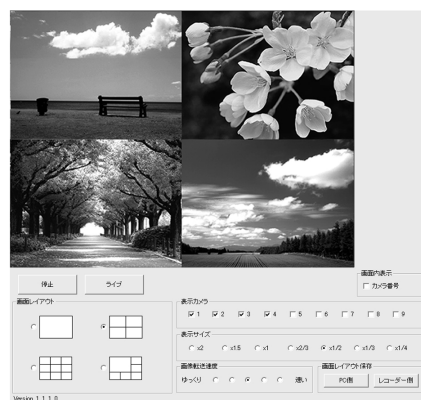 画面内表示
カメラ番号
停止 ライブ
画面レイアウト
表示カメラ
1 2 3 4 5 6 7 8 9
表示サイズ
x2 x1.5 x1 x2/3 x1/2 x1/3 x1/4
画像転送速度
ゆっくり 速い
画面レイアウト保存
PC側 レコーダー側
Version 1.1.1.0